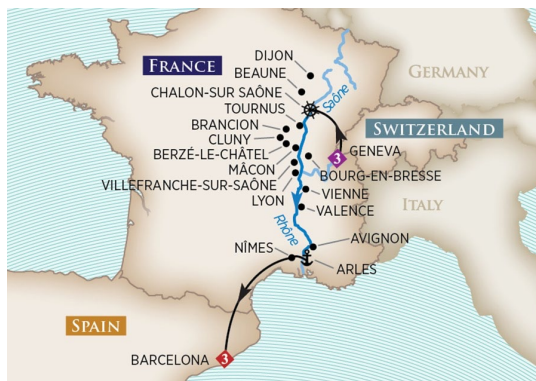 DIJON
BEAUNE
FRANCE
GERMANY
CHALON-SUR SAÔNE
Saône
TOURNUS
BRANCION
SWITZERLAND
CLUNY
GENEVA
3
BERZÉ-LE-CHÂTEL
MÂCON
BOURG-EN-BRESSE
VILLEFRANCHE-SUR-SAÔNE
VIENNE
LYON
ITALY
VALENCE
Rhône
AVIGNON
NÎMES
ARLES
SPAIN
BARCELONA
3